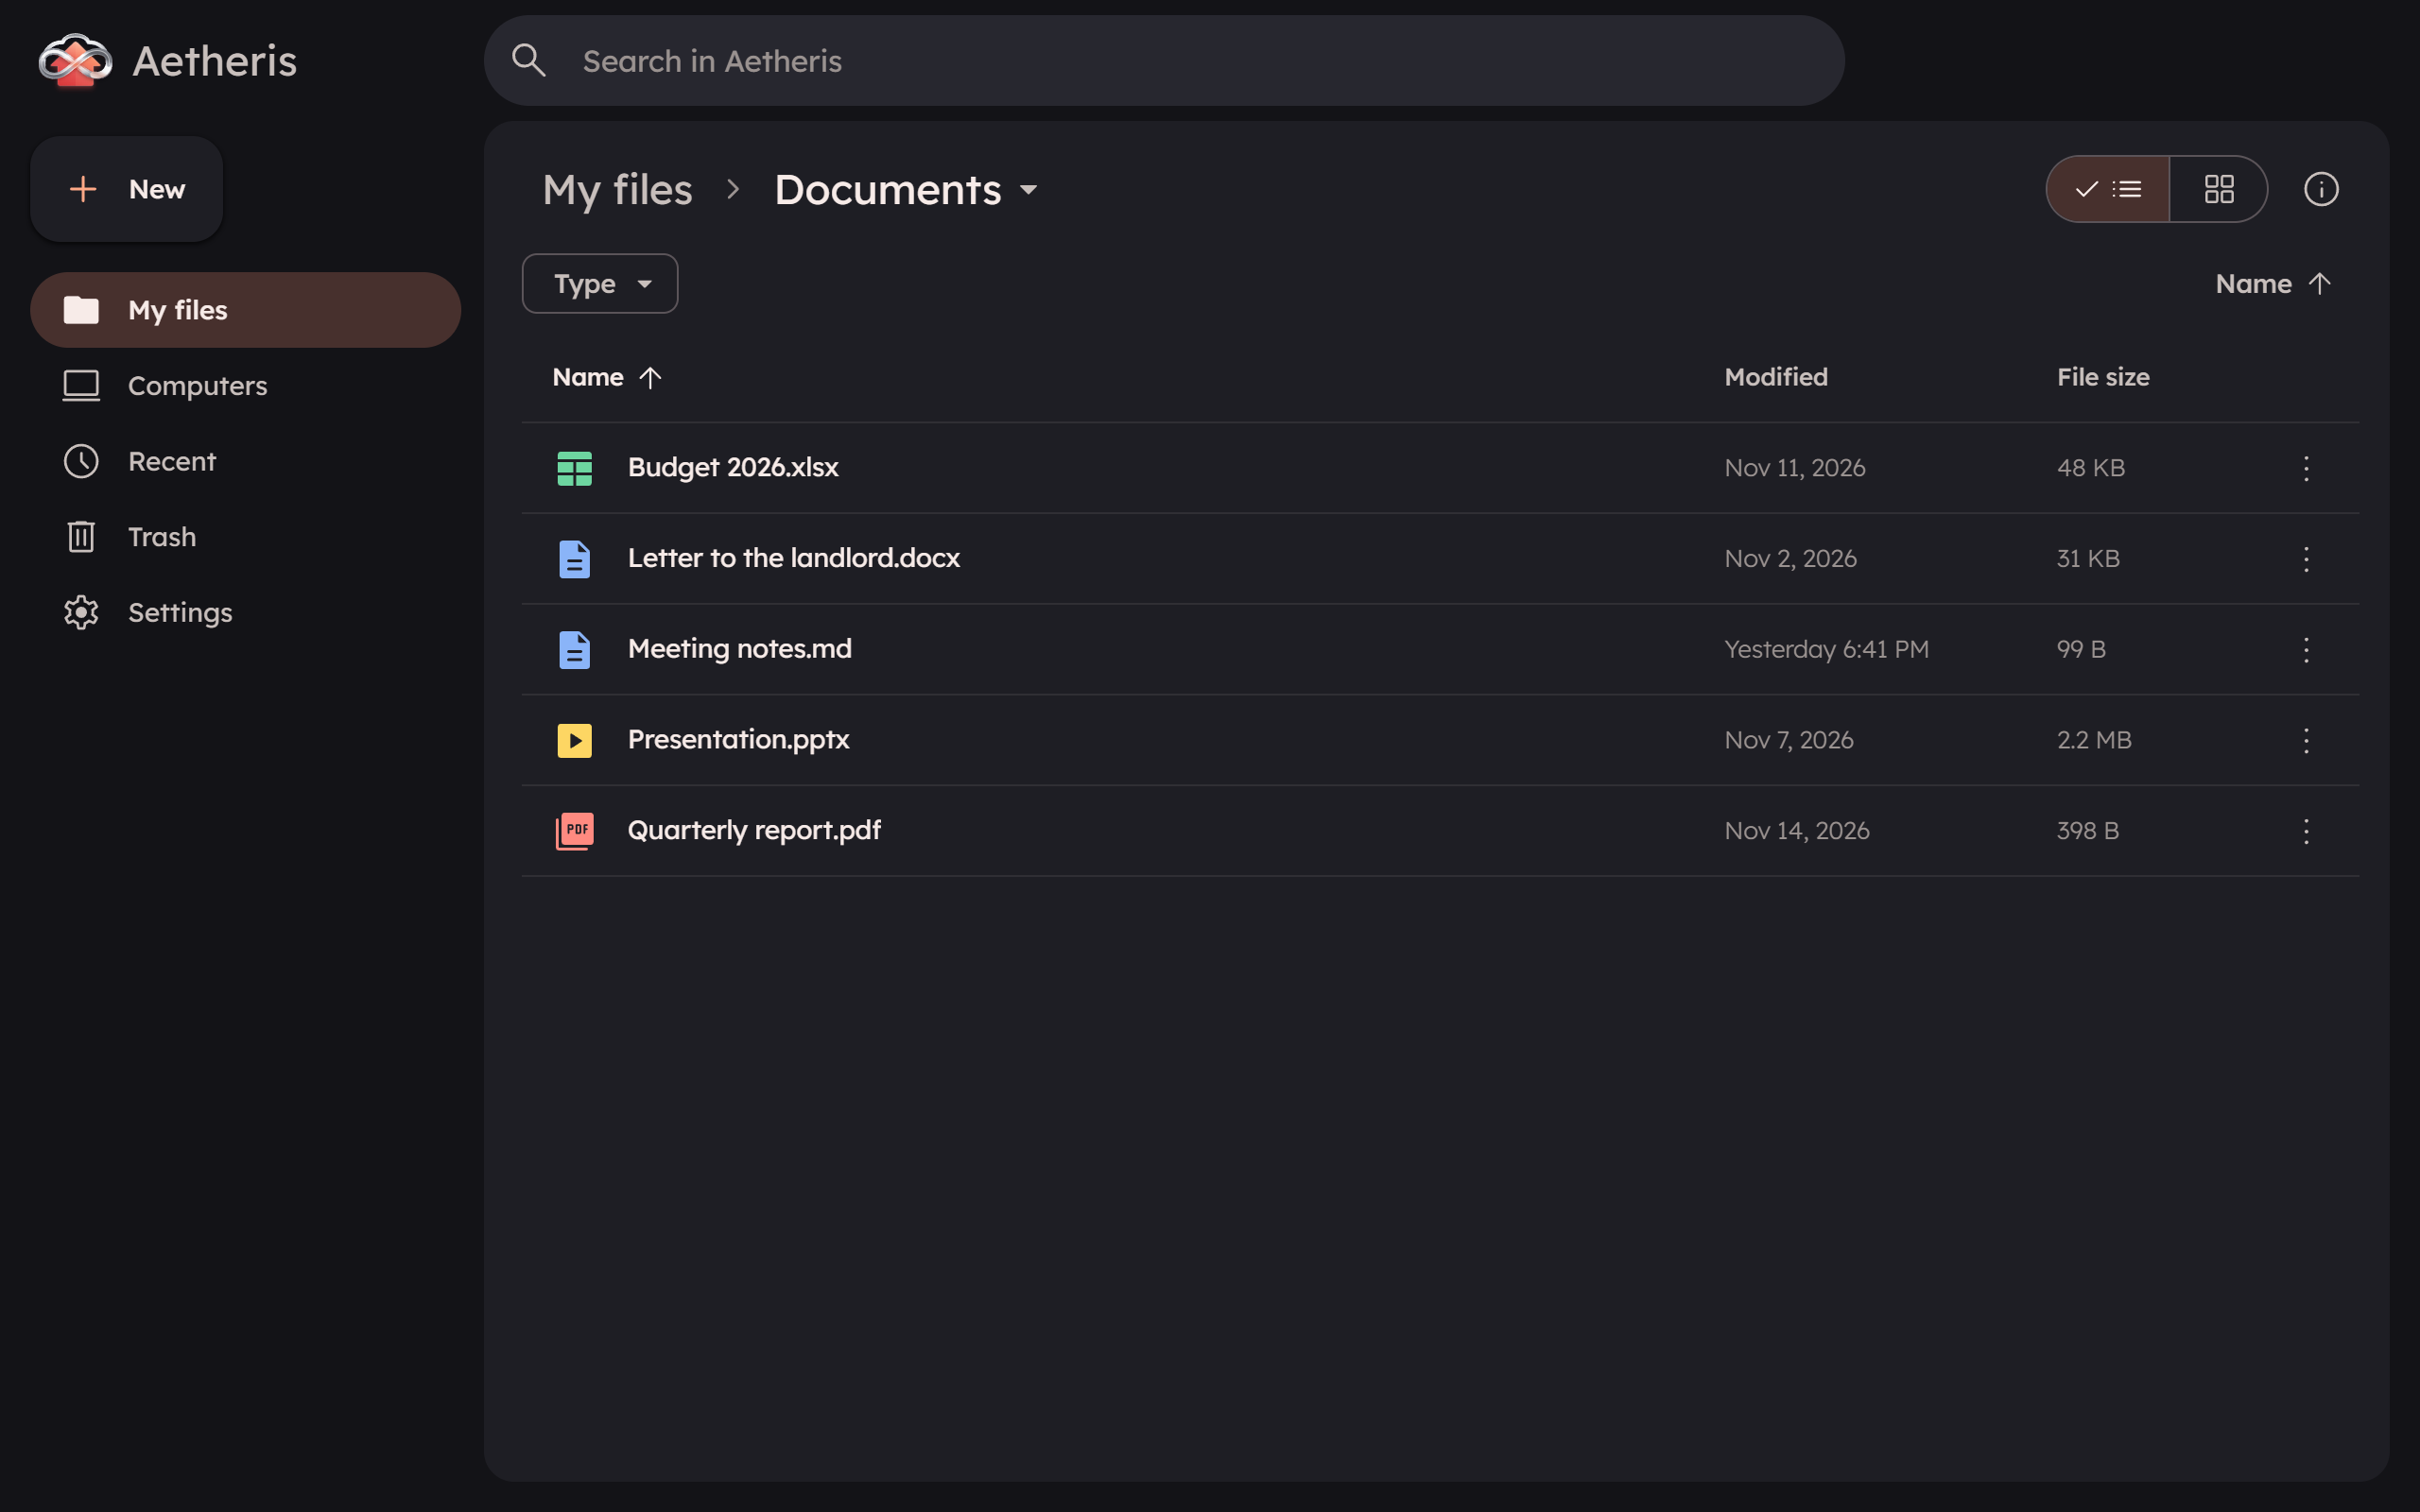 Aetheris
Search in Aetheris
New
My files
Computers
Recent
Trash
Settings
My files > Documents
Type
Name
Name Modified File size
Budget 2026.xlsx Nov 11, 2026 48 KB
Letter to the landlord.docx Nov 2, 2026 31 KB
Meeting notes.md Yesterday 6:41 PM 99 B
Presentation.pptx Nov 7, 2026 2.2 MB
PDF Quarterly report.pdf Nov 14, 2026 398 B